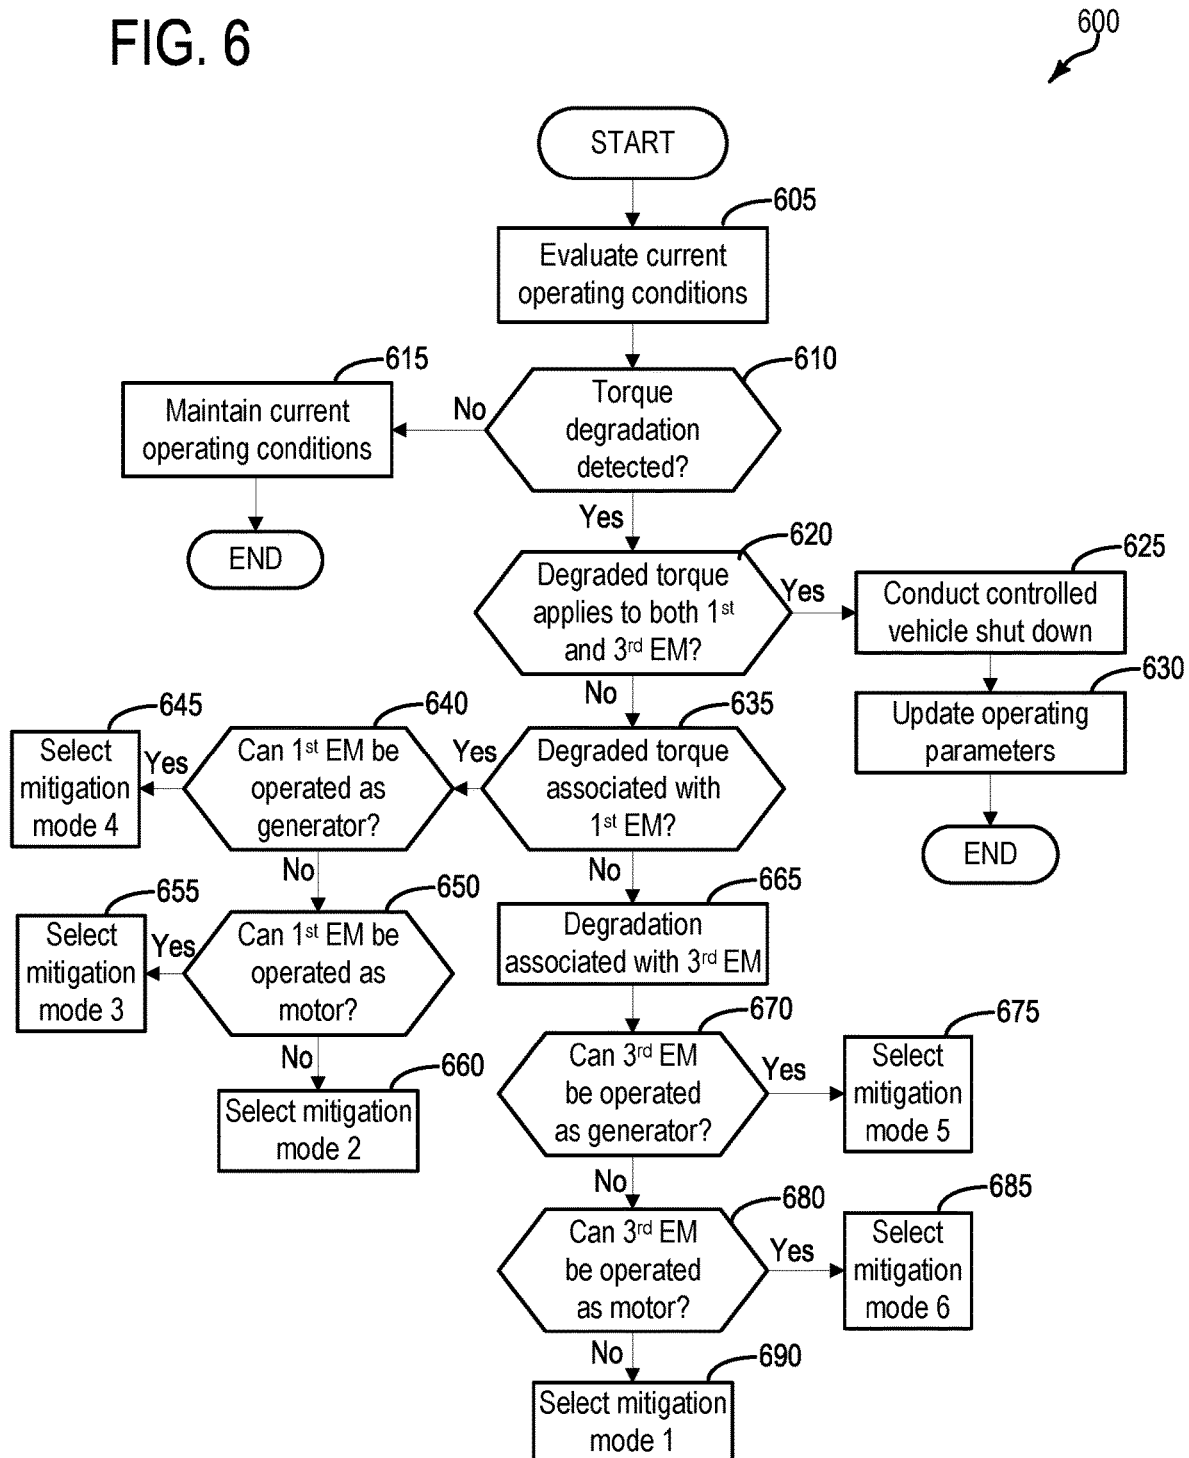 FIG. 6
600
START
605
Evaluate current
operating conditions
615
610
Maintain current
operating conditions
No
Torque
degradation
detected?
END
Yes
620
625
Degraded torque
applies to both 1st
and 3rd EM?
Yes
Conduct controlled
vehicle shut down
No
630
Update operating
parameters
END
645
640
635
Select
mitigation
mode 4
Yes
Can 1st EM be
operated as
generator?
Yes
Degraded torque
associated with
1st EM?
No
No
655
650
665
Select
mitigation
mode 3
Yes
Can 1st EM be
operated as
motor?
Degradation
associated with 3rd EM
No
660
Select mitigation
mode 2
670
675
Can 3rd EM
be operated
as generator?
Yes
Select
mitigation
mode 5
No
680
685
Can 3rd EM
be operated
as motor?
Yes
Select
mitigation
mode 6
No
690
Select mitigation
mode 1